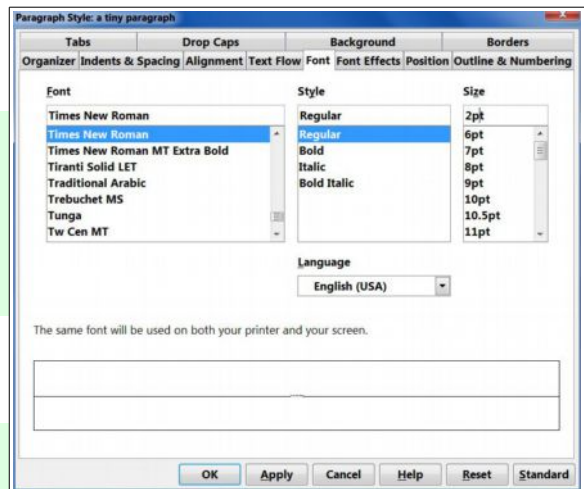 Paragraph Style: a tiny paragraph
Tabs Drop Caps Background Borders
Organizer Indents & Spacing Alignment Text Flow Font Font Effects Position Outline & Numbering
Font Style Size
Times New Roman Regular 2pt
Times New Roman Regular 6pt
Times New Roman MT Extra Bold Bold 7pt
Tiranti Solid LET Italic 8pt
Traditional Arabic Bold Italic 9pt
Trebuchet MS 10pt
Tunga 10.5pt
Tw Cen MT 11pt
Language
English (USA)
The same font will be used on both your printer and your screen.
OK Apply Cancel Help Reset Standard